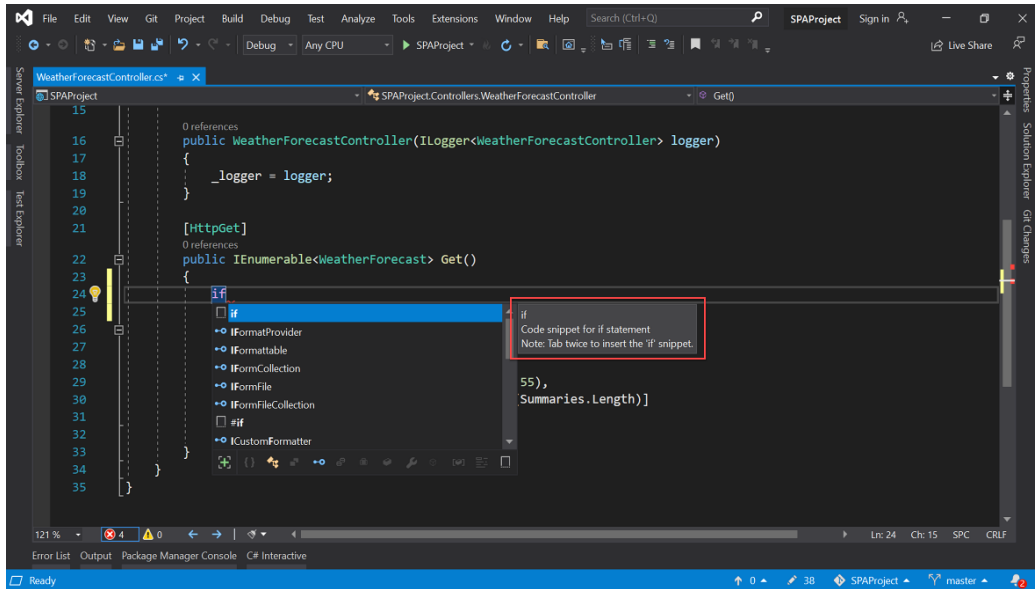 File Edit View Git Project Build Debug Test Analyze Tools Extensions Window Help Search (Ctrl+Q) SPAProject Sign in
Debug Any CPU SPAProject Live Share
Server Explorer
Toolbox
Test Explorer
WeatherForecastController.cs*
SPAProject SPAProject.Controllers.WeatherForecastController Get()
15
0 references
16 public WeatherForecastController(ILogger<WeatherForecastController> logger)
17 {
18 _logger = logger;
19 }
20
21 [HttpGet]
0 references
22 public IEnumerable<WeatherForecast> Get()
23 {
24 if
25 if
26 IFormatProvider
27 IFormattable
28 IFormCollection
29 IFormFile 55),
30 IFormFileCollection Summaries.Length)]
31 #if
32 ICustomFormatter
33 }
34 }
35 }
if
Code snippet for if statement
Note: Tab twice to insert the 'if' snippet.
Properties
Solution Explorer
Git Changes
121 % 4 0 Ln: 24 Ch: 15 SPC CRLF
Error List Output Package Manager Console C# Interactive
Ready 0 38 SPAProject master 2